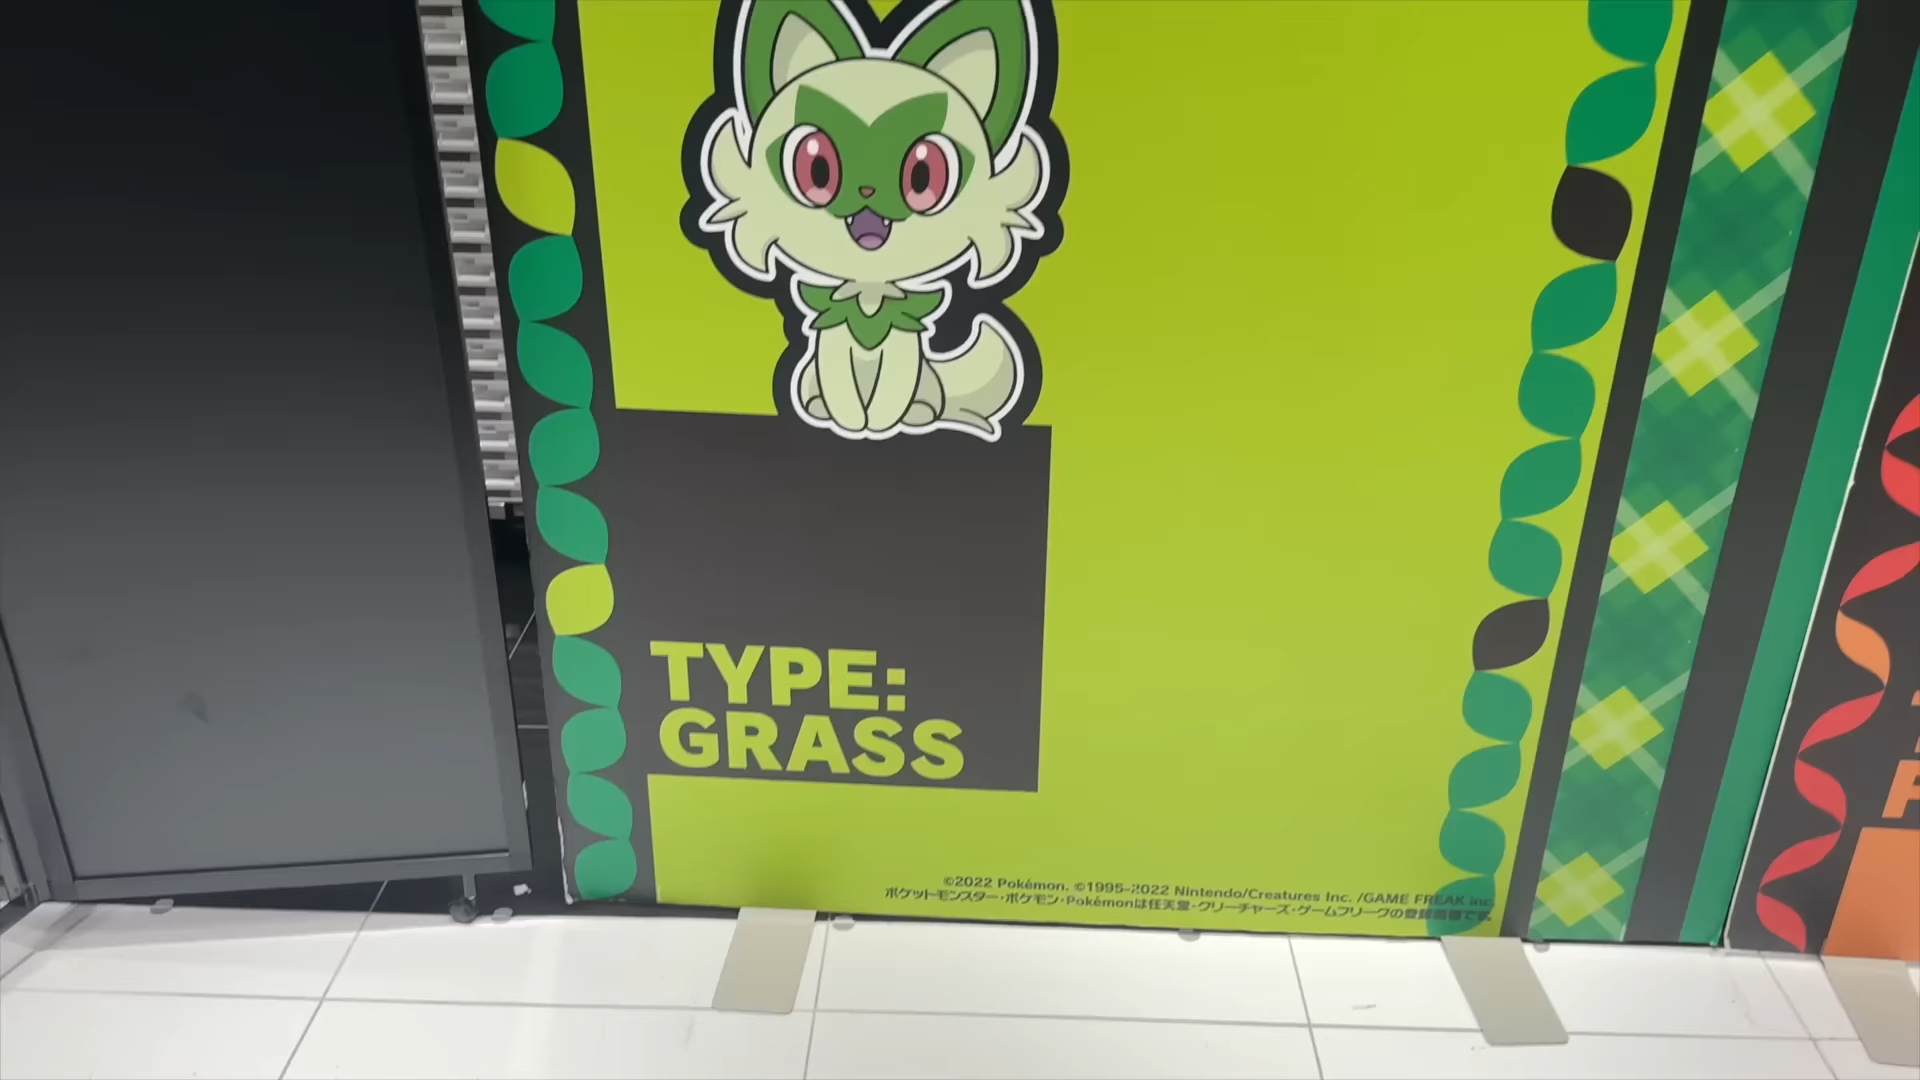 TYPE:
GRASS
©2022 Pokémon. ©1995-2022 Nintendo/Creatures Inc. /GAME FREAK inc.
ポケットモンスター・ポケモン・Pokémonは任天堂・クリーチャーズ・ゲームフリークの登録商標です。